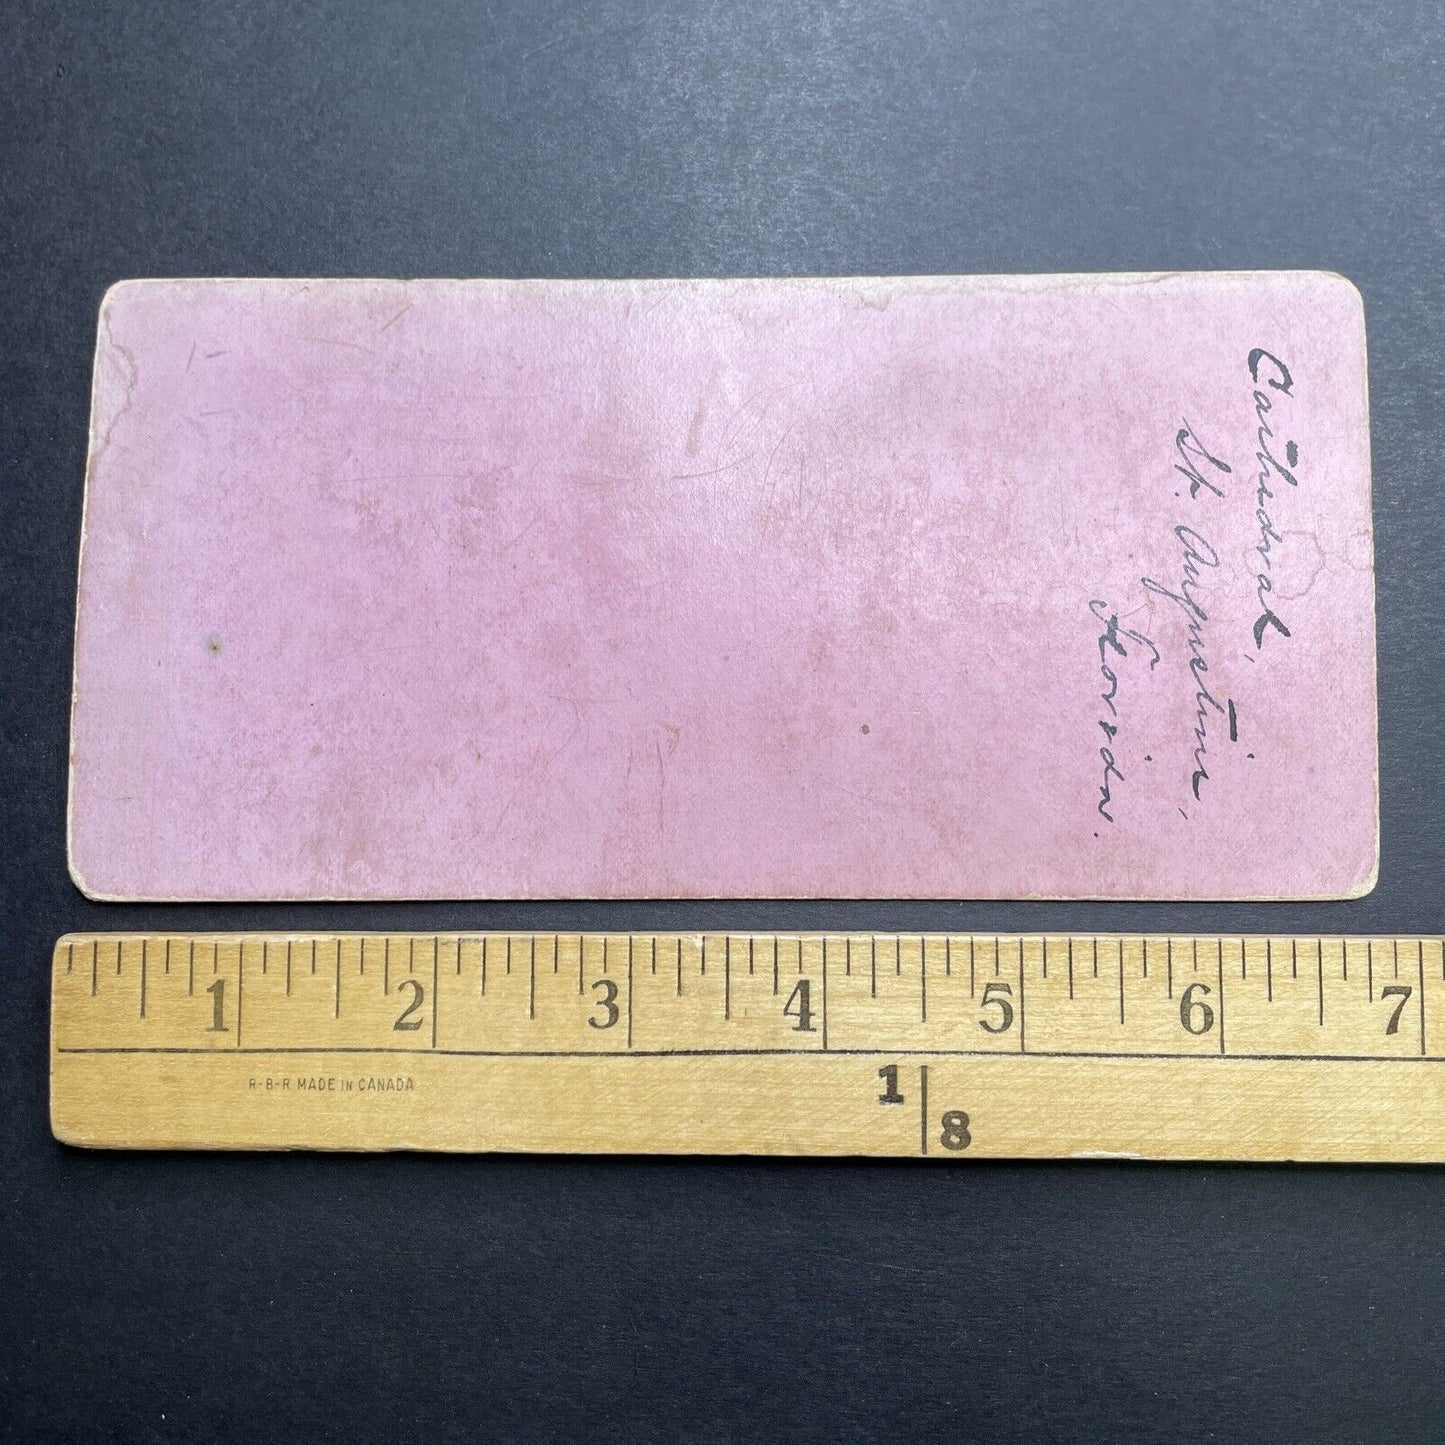 Cathedral,
St. Augustine,
Florida.
1 2 3 4 5 6 7
R-B-R MADE IN CANADA
1
8